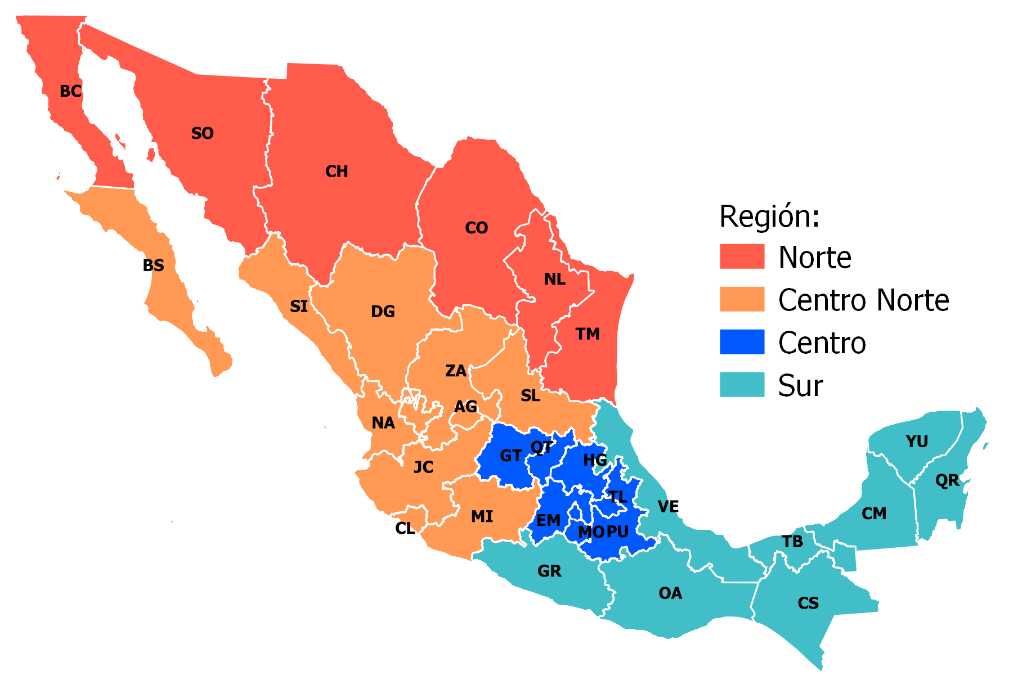 BC
SO
CH
CO
NL
TM
BS
SI
DG
ZA
SL
NA
AG
JC
CL
MI
GT
QT
HG
TL
EM
MO
PU
VE
GR
OA
TB
CS
CM
YU
QR
Región:
Norte
Centro Norte
Centro
Sur